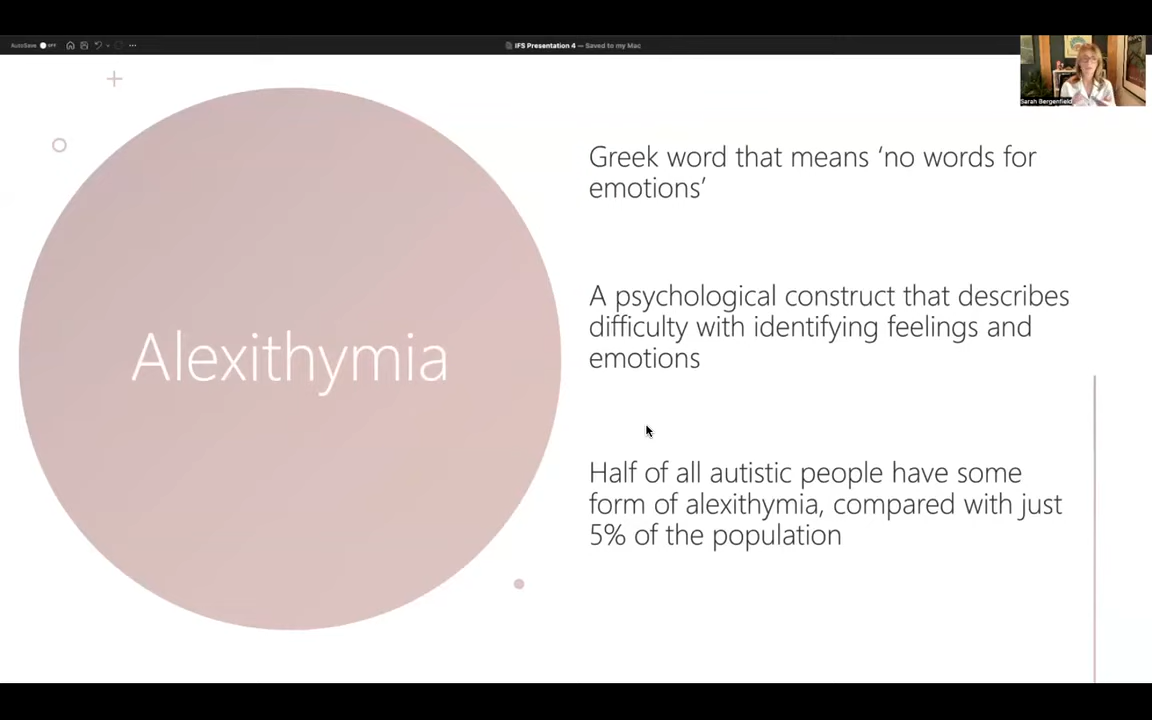 AutoSave OFF
IFS Presentation 4 — Saved to my Mac
Sarah Bergenfield
Alexithymia
Greek word that means ‘no words for
emotions’
A psychological construct that describes
difficulty with identifying feelings and
emotions
Half of all autistic people have some
form of alexithymia, compared with just
5% of the population